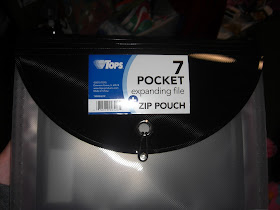 TOPS
7
POCKET
expanding file
+
ZIP POUCH